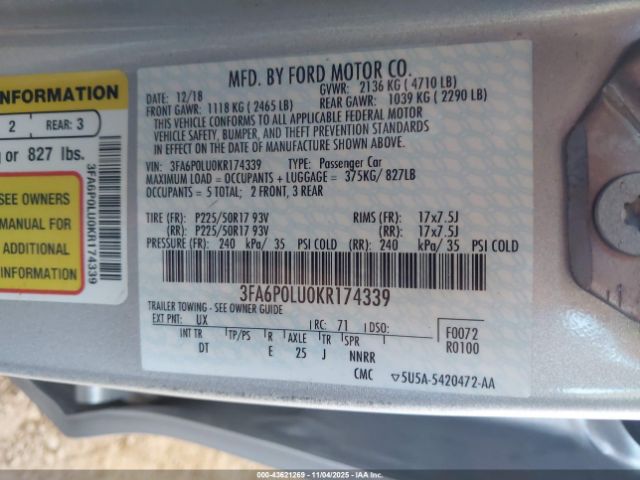 INFORMATION
2 REAR: 3
or 827 lbs.
SEE OWNERS
MANUAL FOR
ADDITIONAL
INFORMATION
3FA6P0LU0KR174339
MFD. BY FORD MOTOR CO.
DATE: 12/18 GVWR: 2136 KG ( 4710 LB)
FRONT GAWR: 1118 KG ( 2465 LB) REAR GAWR: 1039 KG ( 2290 LB)
THIS VEHICLE CONFORMS TO ALL APPLICABLE FEDERAL MOTOR
VEHICLE SAFETY, BUMPER, AND THEFT PREVENTION STANDARDS
IN EFFECT ON THE DATE OF MANUFACTURE SHOWN ABOVE.
VIN: 3FA6P0LU0KR174339 TYPE: Passenger Car
MAXIMUM LOAD = OCCUPANTS + LUGGAGE = 375KG/ 827LB
OCCUPANTS = 5 TOTAL; 2 FRONT, 3 REAR
TIRE (FR): P225/50R17 93V RIMS (FR): 17x7.5J
(RR): P225/50R17 93V (RR): 17x7.5J
PRESSURE (FR): 240 kPa/ 35 PSI COLD (RR): 240 kPa/ 35 PSI COLD
3FA6P0LU0KR174339
TRAILER TOWING - SEE OWNER GUIDE
EXT PNT: UX RC: 71 DSO: F0072
INT TR TP/PS R AXLE TR SPR R0100
DT E 25 J NNRR
CMC 5U5A-5420472-AA
000-43621269 - 11/04/2025 - IAA, Inc.